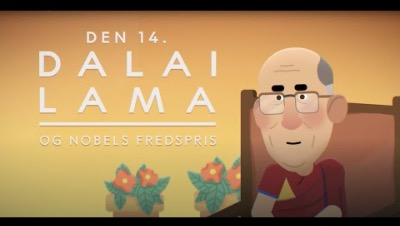 DEN 14.
DALAI
LAMA
OG NOBELS FREDSPRIS